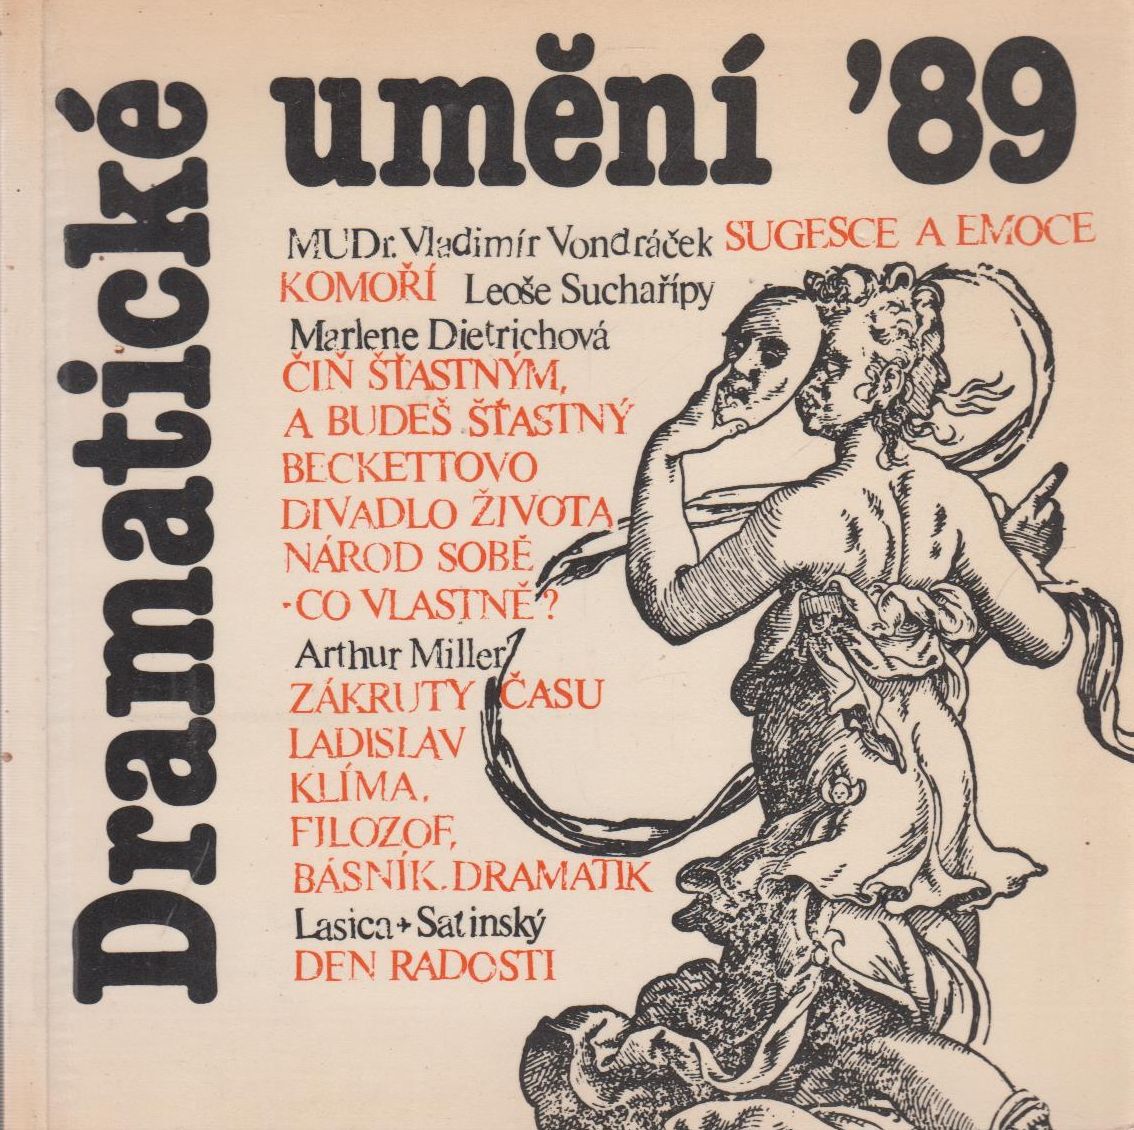 Dramatické
umění '89
MUDr. Vladimír Vondráček SUGESCE A EMOCE
KOMOŘÍ Leoše Suchařípy
Marlene Dietrichová
ČIŇ ŠŤASTNÝM,
A BUDEŠ ŠŤASTNÝ
BECKETTOVO
DIVADLO ŽIVOTA
NÁROD SOBĚ
-CO VLASTNĚ?
Arthur Miller
ZÁKRUTY ČASU
LADISLAV
KLÍMA,
FILOZOF,
BÁSNÍK. DRAMATIK
Lasica + Satinský
DEN RADOSTI